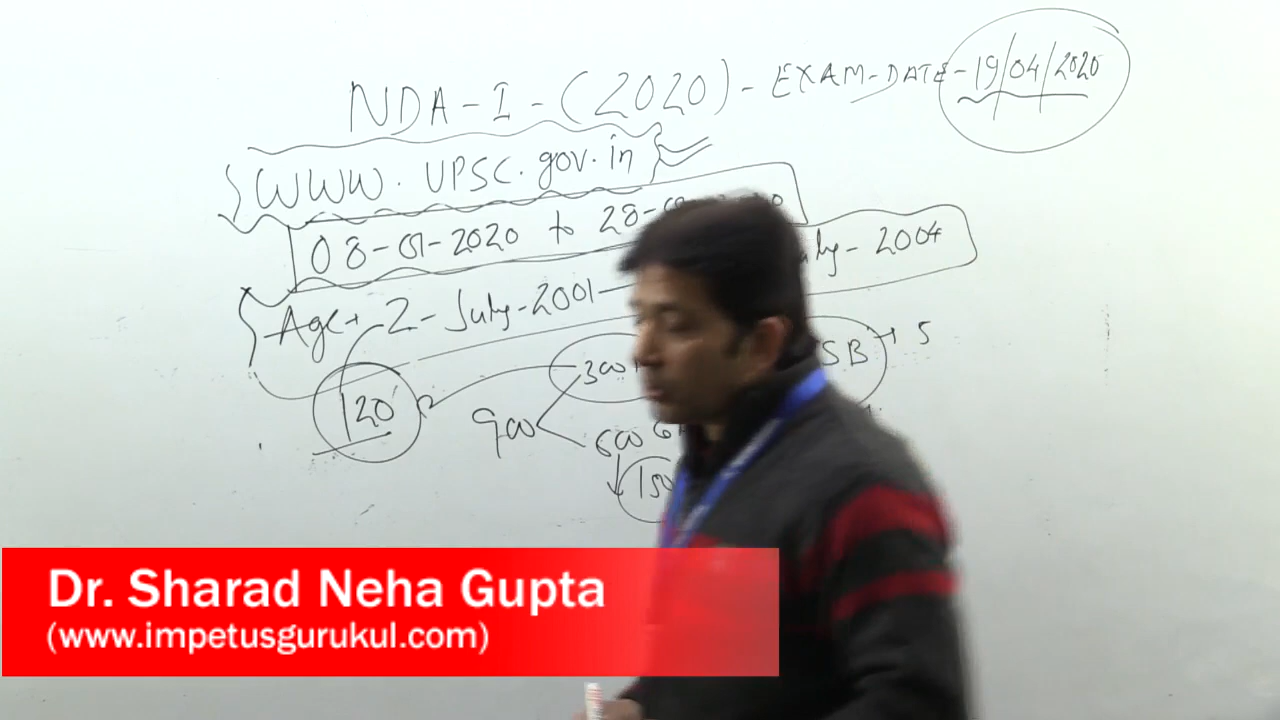 NDA-I-(2020)-EXAM-DATE-19/04/2020
www.upsc.gov.in
08-01-2020 to 28-
Age 2-July-2001- July-2004
300 SB → 5
120
900 600
150
Dr. Sharad Neha Gupta
(www.impetusgurukul.com)